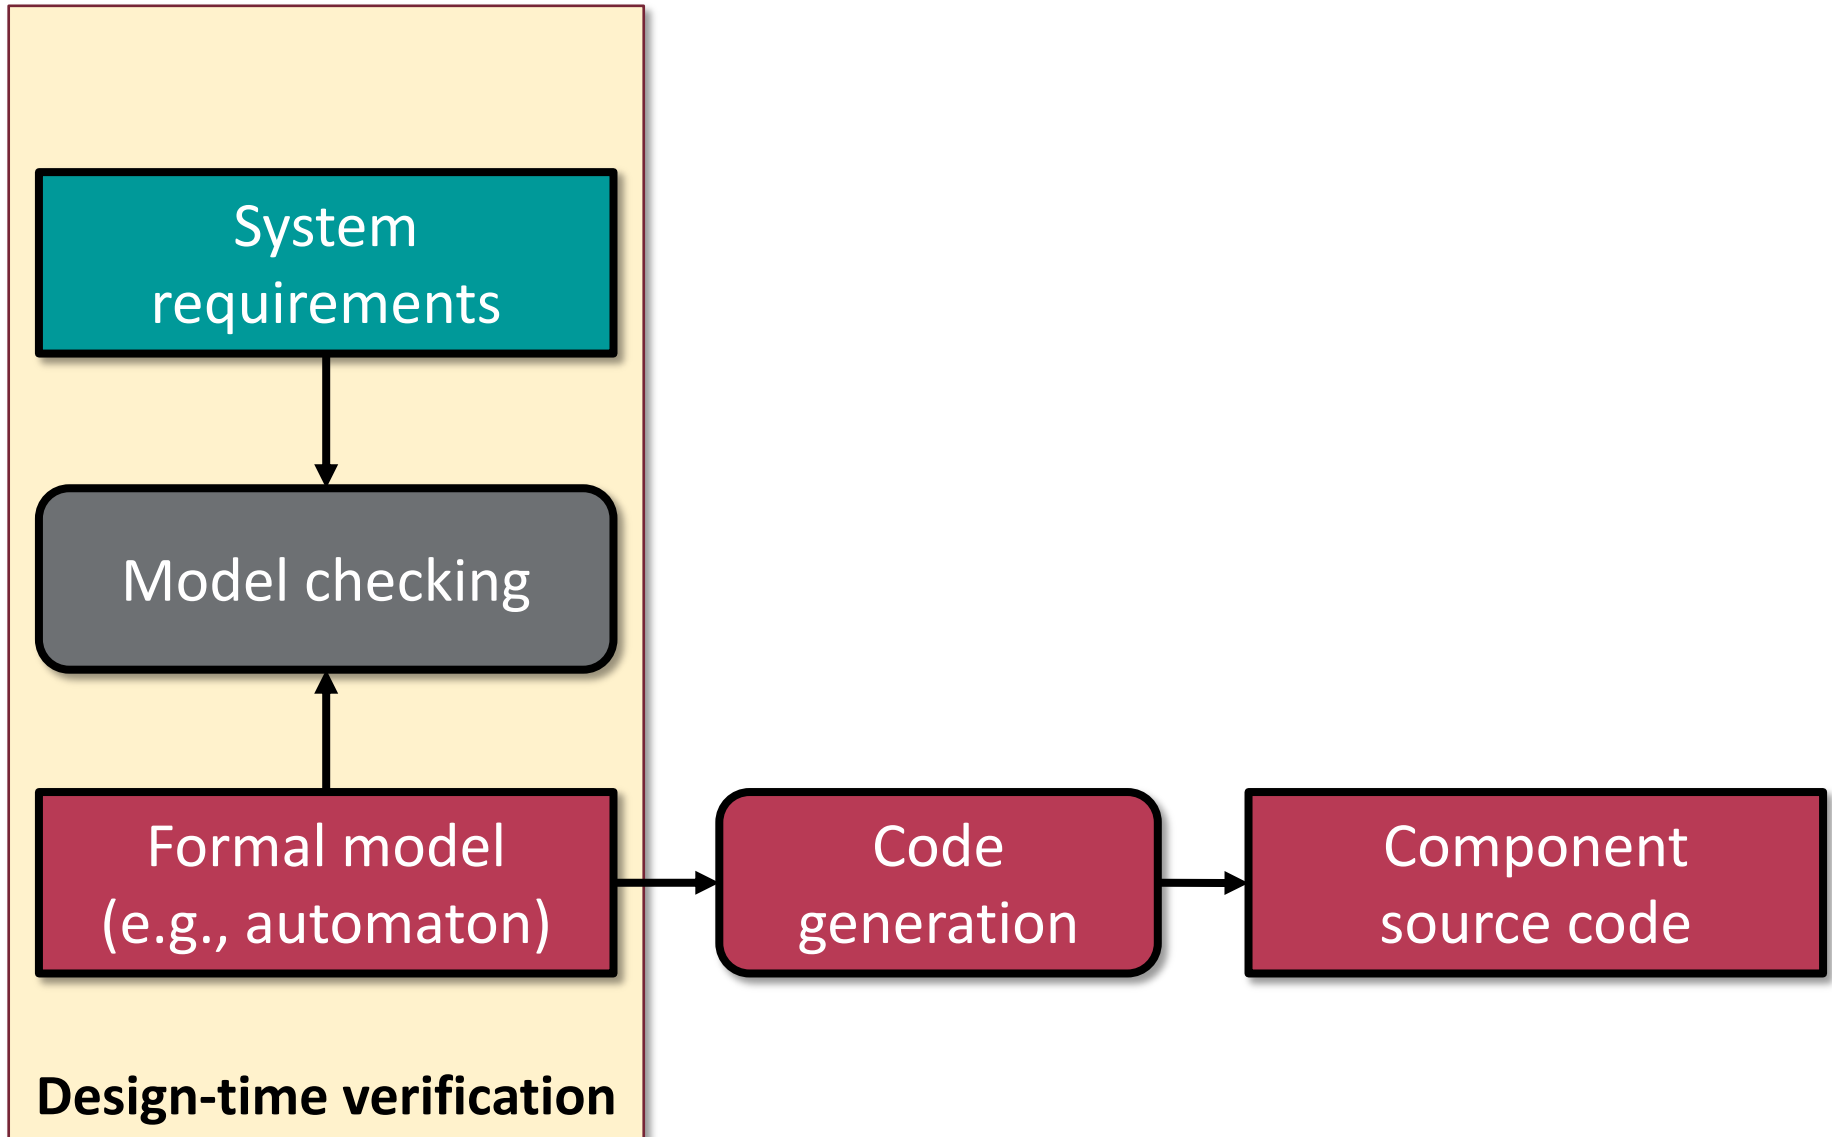 System
requirements
Model checking
Formal model
(e.g., automaton)
Code
generation
Component
source code
Design-time verification